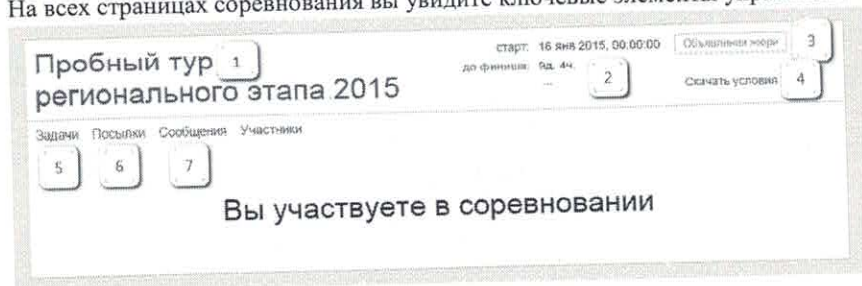 На всех страницах соревнования вы увидите ключевые элементы
Пробный тур 1
регионального этапа 2015
старт: 16 янв 2015, 00:00:00
до финиша: 9д. 4ч.
...
2
Объявления жюри 3
Скачать условия 4
Задачи Посылки Сообщения Участники
5 6 7
Вы участвуете в соревновании